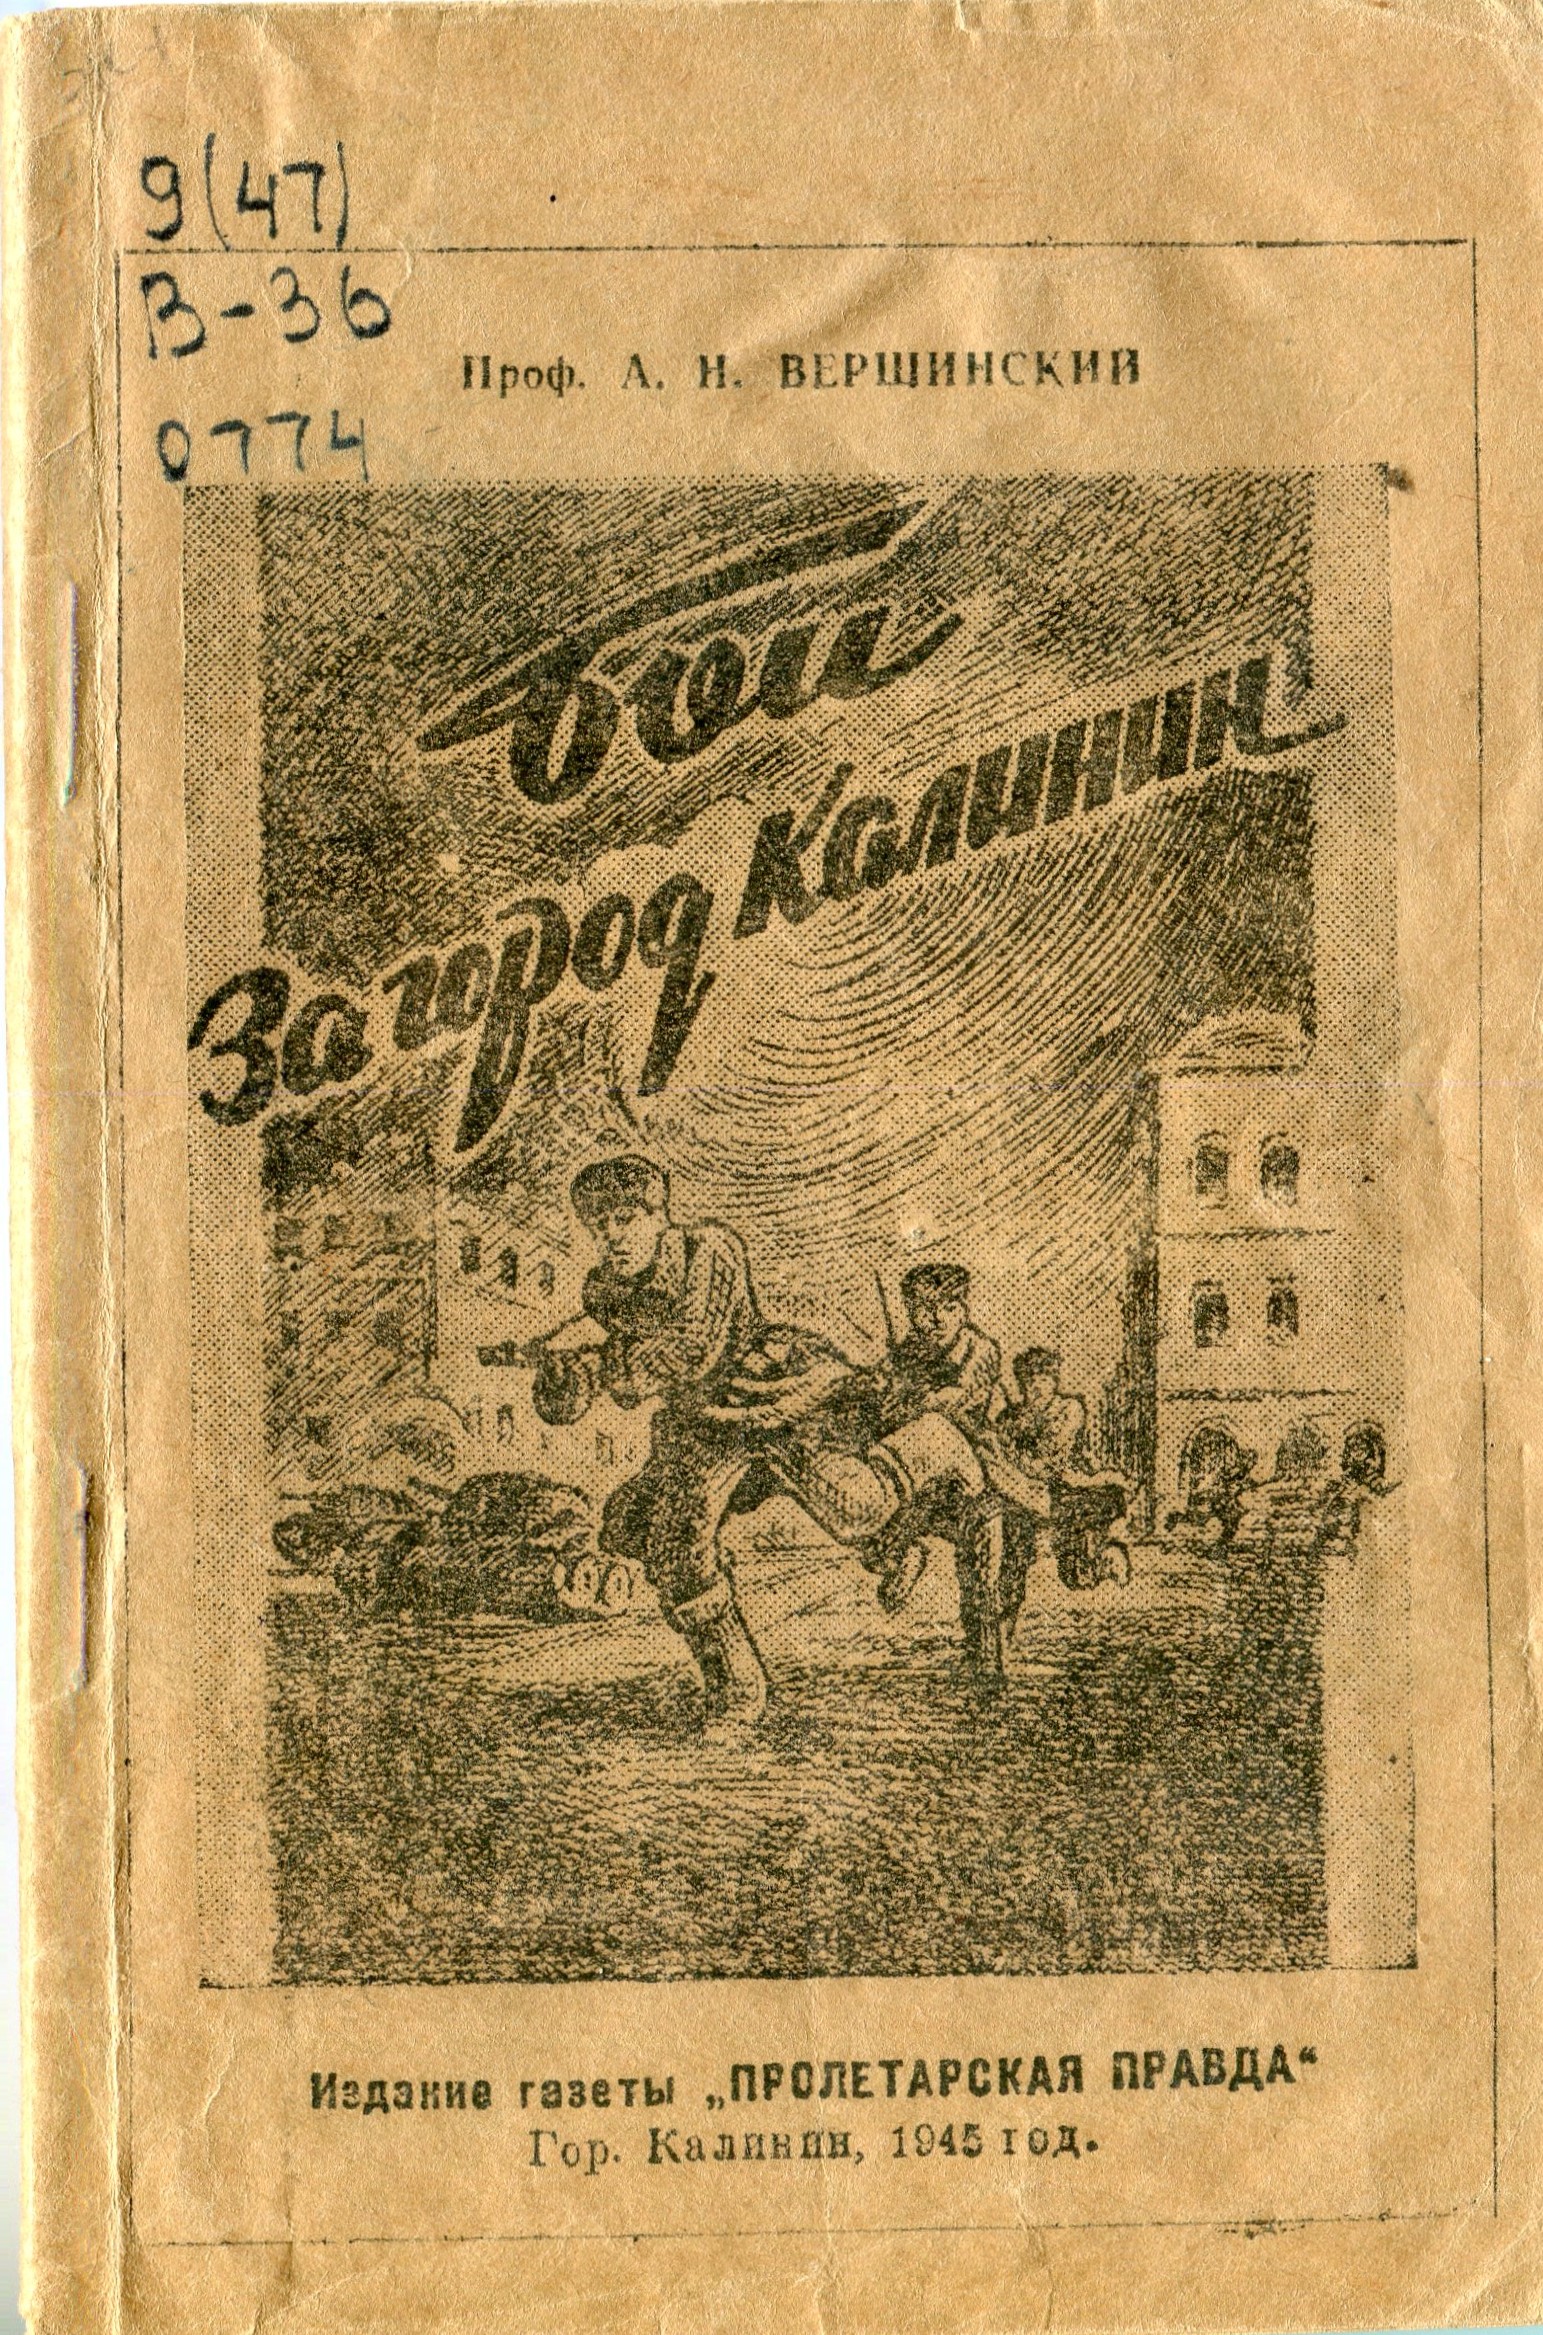 9(47)
В-36
0774
Проф. А. Н. ВЕРШИНСКИЙ
Бои
За город Калинин
Издание газеты „ПРОЛЕТАРСКАЯ ПРАВДА“
Гор. Калинин, 1945 год.